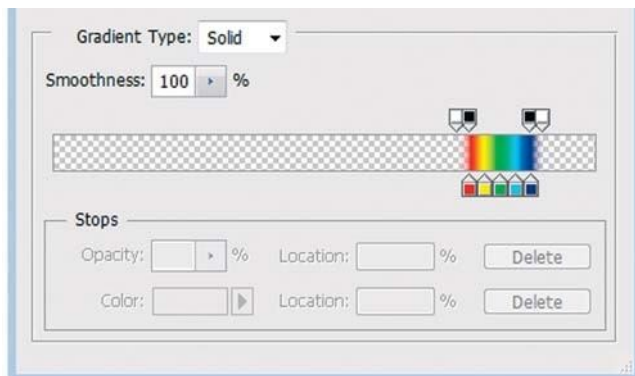 Gradient Type: Solid
Smoothness: 100 %
Stops
Opacity: % Location: % Delete
Color: Location: % Delete